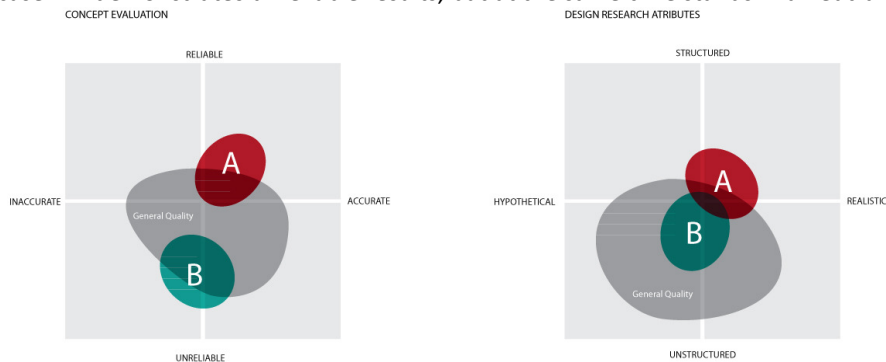 CONCEPT EVALUATION
RELIABLE
A
INACCURATE
ACCURATE
General Quality
B
UNRELIABLE
DESIGN RESEARCH ATRIBUTES
STRUCTURED
A
HYPOTHETICAL
REALISTIC
B
General Quality
UNSTRUCTURED